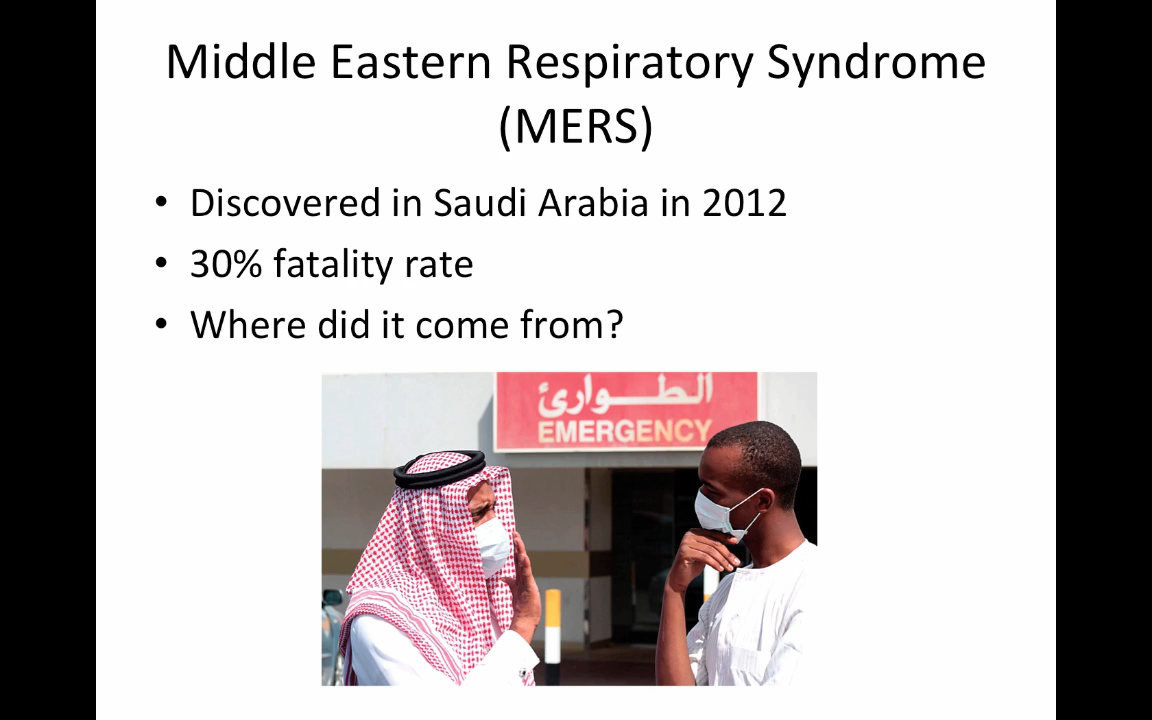 Middle Eastern Respiratory Syndrome
(MERS)
• Discovered in Saudi Arabia in 2012
• 30% fatality rate
• Where did it come from?
الطـوارئ
EMERGENCY